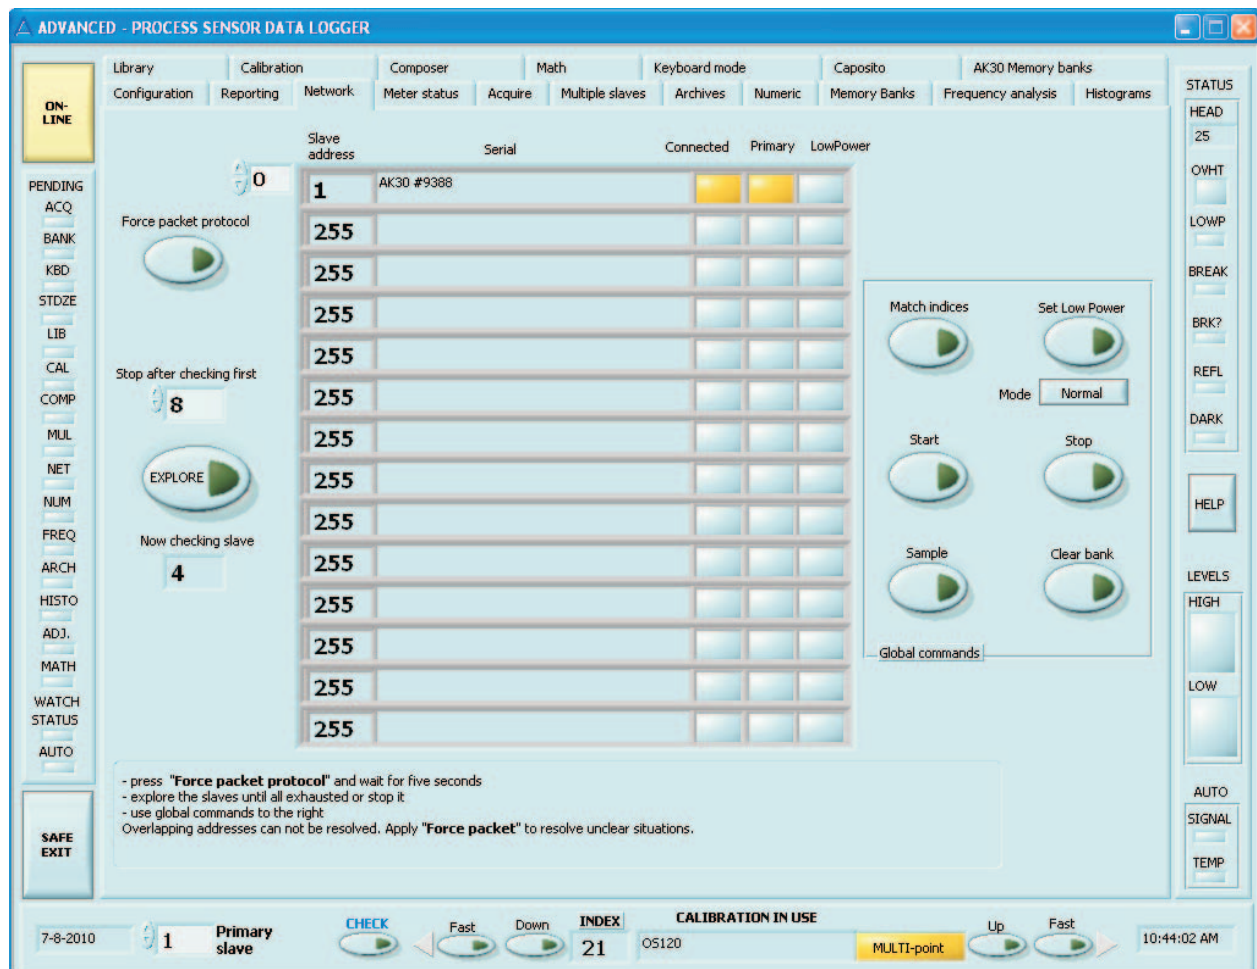 ADVANCED - PROCESS SENSOR DATA LOGGER
Library Calibration Composer Math Keyboard mode Caposito AK30 Memory banks
Configuration Reporting Network Meter status Acquire Multiple slaves Archives Numeric Memory Banks Frequency analysis Histograms
ON-
LINE
PENDING
ACQ
BANK
KBD
STDZE
LIB
CAL
COMP
MUL
NET
NUM
FREQ
ARCH
HISTO
ADJ.
MATH
WATCH
STATUS
AUTO
SAFE
EXIT
0
Force packet protocol
Stop after checking first
8
EXPLORE
Now checking slave
4
Slave
address
Serial Connected Primary LowPower
1 AK30 #9388
255
255
255
255
255
255
255
255
255
255
255
255
255
Match indices Set Low Power
Mode Normal
Start Stop
Sample Clear bank
Global commands
- press "Force packet protocol" and wait for five seconds
- explore the slaves until all exhausted or stop it
- use global commands to the right
Overlapping addresses can not be resolved. Apply "Force packet" to resolve unclear situations.
STATUS
HEAD
25
OVHT
LOWP
BREAK
BRK?
REFL
DARK
HELP
LEVELS
HIGH
LOW
AUTO
SIGNAL
TEMP
7-8-2010
1 Primary
slave
CHECK Fast Down INDEX
21
CALIBRATION IN USE
OS120 MULTI-point
Up Fast
10:44:02 AM